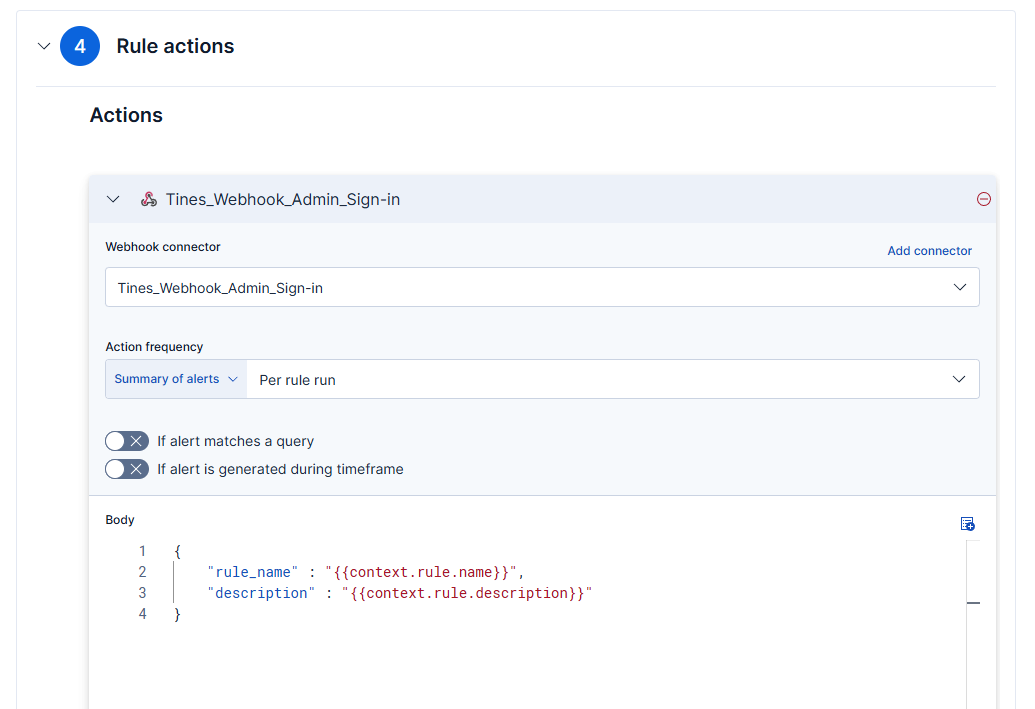 4 Rule actions
Actions
Tines_Webhook_Admin_Sign-in
Webhook connector
Add connector
Tines_Webhook_Admin_Sign-in
Action frequency
Summary of alerts Per rule run
If alert matches a query
If alert is generated during timeframe
Body
1 {
2 "rule_name" : "{{context.rule.name}}",
3 "description" : "{{context.rule.description}}"
4 }